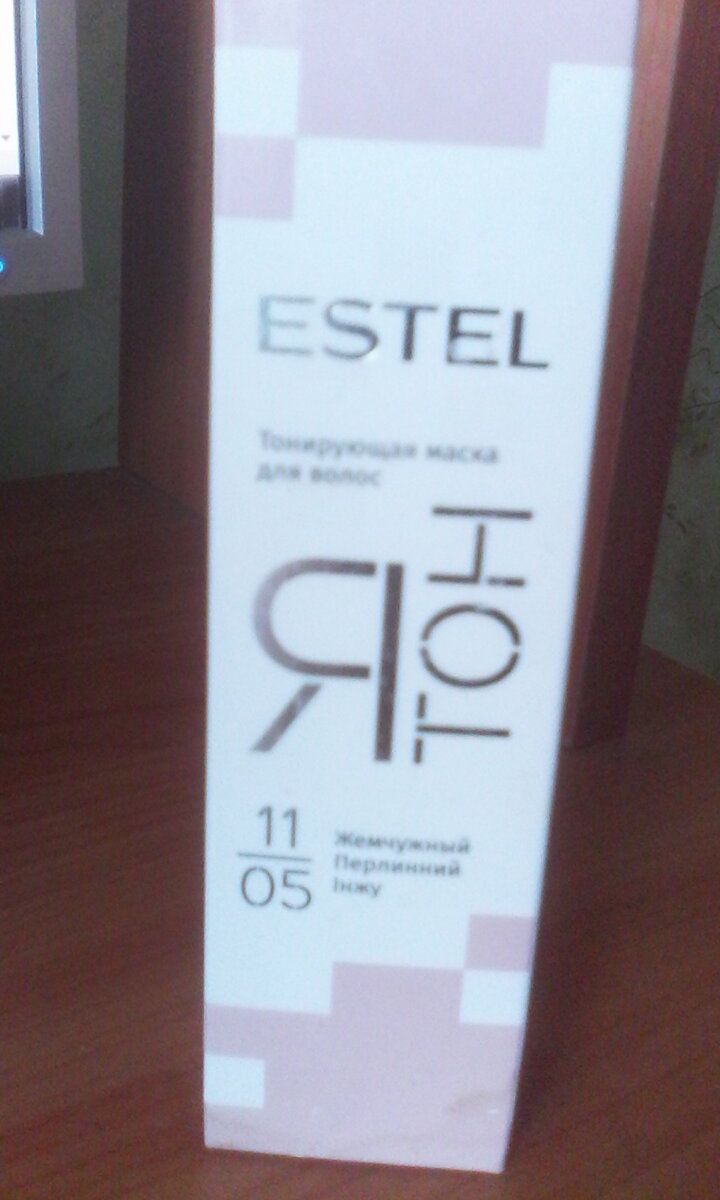 ESTEL
Тонирующая маска
для волос
Я ТОН
11
05
Жемчужный
Перлинний
Інжу